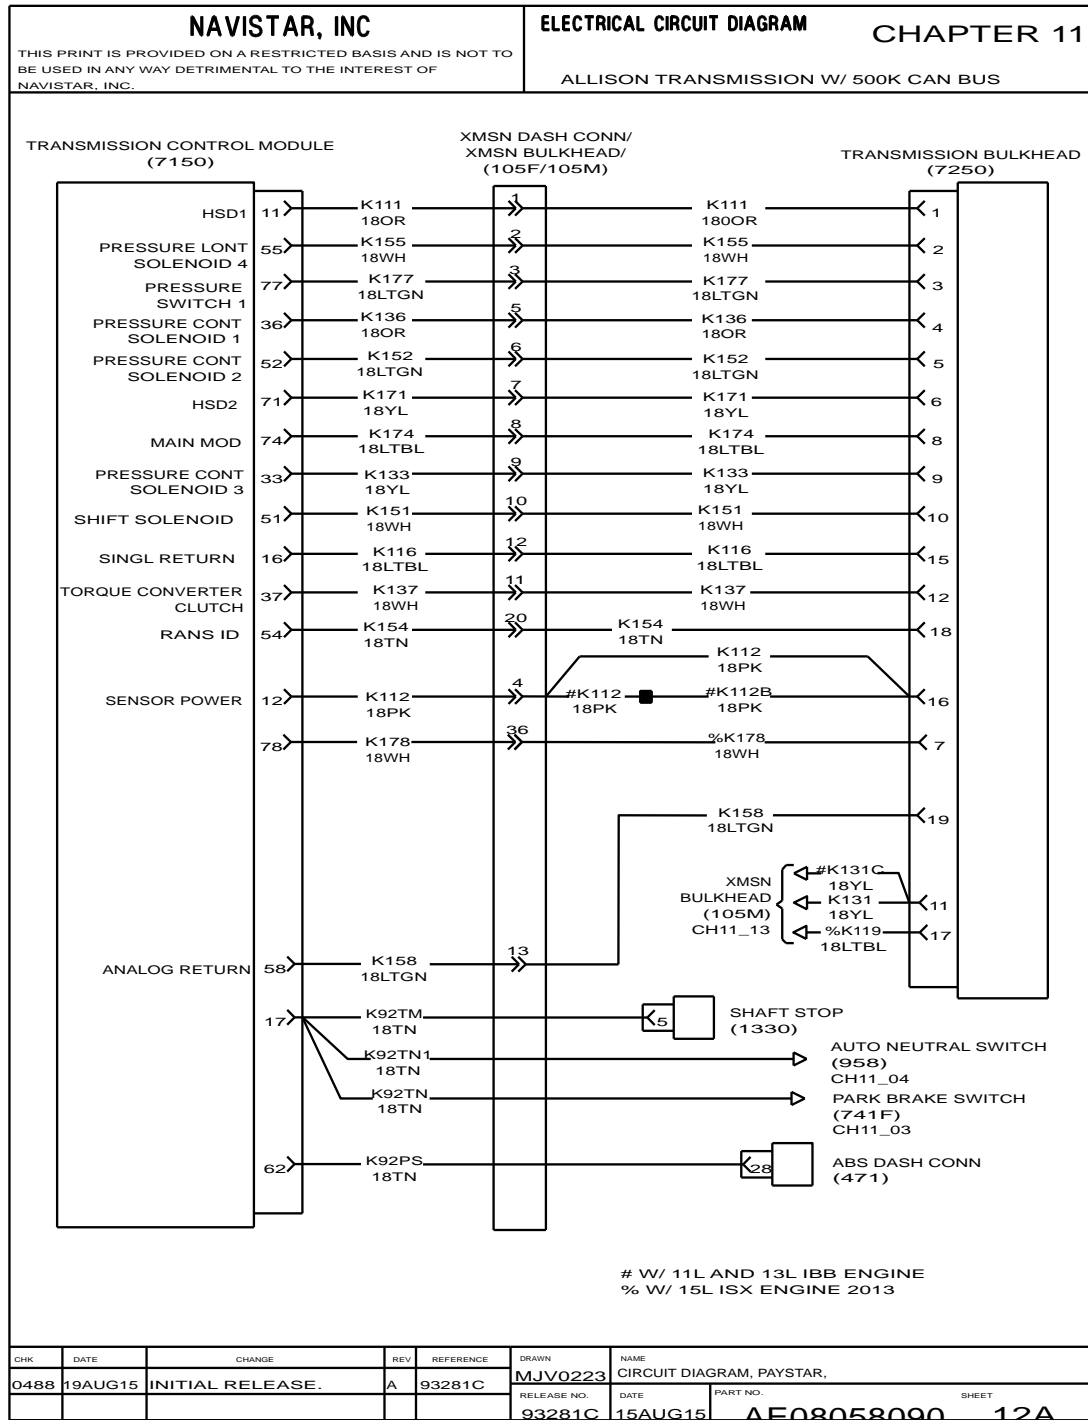 NAVISTAR, INC
THIS PRINT IS PROVIDED ON A RESTRICTED BASIS AND IS NOT TO
BE USED IN ANY WAY DETRIMENTAL TO THE INTEREST OF
NAVISTAR, INC.
ELECTRICAL CIRCUIT DIAGRAM
CHAPTER 11
ALLISON TRANSMISSION W/ 500K CAN BUS
TRANSMISSION CONTROL MODULE
(7150)
XMSN DASH CONN/
XMSN BULKHEAD/
(105F/105M)
TRANSMISSION BULKHEAD
(7250)
HSD1 11 K111 1 K111 1
18OR 180OR
PRESSURE LONT 55 K155 2 K155 2
SOLENOID 4 18WH 18WH
PRESSURE 77 K177 3 K177 3
SWITCH 1 18LTGN 18LTGN
PRESSURE CONT 36 K136 5 K136 4
SOLENOID 1 18OR 18OR
PRESSURE CONT 52 K152 6 K152 5
SOLENOID 2 18LTGN 18LTGN
HSD2 71 K171 7 K171 6
18YL 18YL
MAIN MOD 74 K174 8 K174 8
18LTBL 18LTBL
PRESSURE CONT 33 K133 9 K133 9
SOLENOID 3 18YL 18YL
SHIFT SOLENOID 51 K151 10 K151 10
18WH 18WH
SINGL RETURN 16 K116 12 K116 15
18LTBL 18LTBL
TORQUE CONVERTER 37 K137 11 K137 12
CLUTCH 18WH 18WH
RANS ID 54 K154 20 K154 18
18TN 18TN
K112
18PK
SENSOR POWER 12 K112 4 #K112 #K112B 16
18PK 18PK 18PK
78 K178 36 %K178 7
18WH 18WH
K158 19
18LTGN
XMSN
BULKHEAD
(105M)
CH11_13
#K131C
18YL
K131 11
18YL
%K119 17
18LTBL
ANALOG RETURN 58 K158 13
18LTGN
17 K92TM 5 SHAFT STOP
18TN (1330)
K92TN1 AUTO NEUTRAL SWITCH
18TN (958)
CH11_04
K92TN PARK BRAKE SWITCH
18TN (741F)
CH11_03
62 K92PS 28 ABS DASH CONN
18TN (471)
# W/ 11L AND 13L IBB ENGINE
% W/ 15L ISX ENGINE 2013
CHK DATE CHANGE REV REFERENCE
0488 19AUG15 INITIAL RELEASE. A 93281C
DRAWN
MJV0223
NAME
CIRCUIT DIAGRAM, PAYSTAR,
RELEASE NO. DATE PART NO. SHEET
93281C 15AUG15 AE08058090 12A